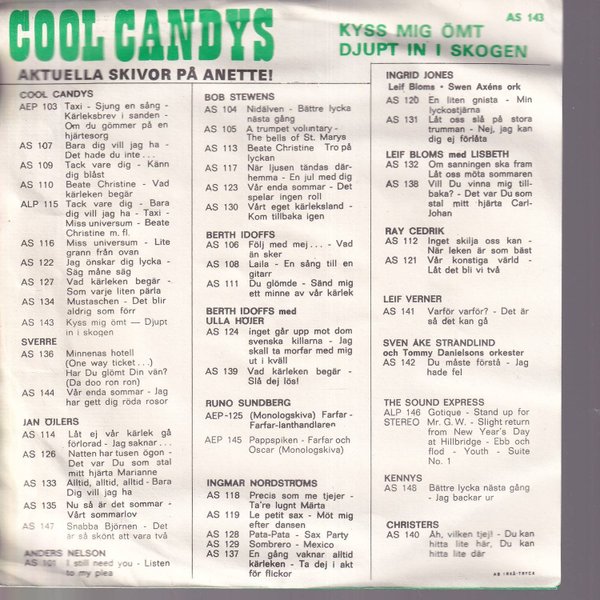 COOL CANDYS
AS 143
KYSS MIG ÖMT
DJUPT IN I SKOGEN
AKTUELLA SKIVOR PÅ ANETTE!
COOL CANDYS
AEP 103 Taxi - Sjung en sång -
Kärleksbrev i sanden -
Om du gömmer på en
hjärtesorg
AS 107 Bara dig vill jag ha -
Det hade du inte . . .
AS 109 Tack vare dig - Känn
dig blåst
AS 110 Beate Christine - Vad
kärleken begär
ALP 115 Tack vare dig - Bara
dig vill jag ha - Taxi -
Miss universum - Beate
Christine m. fl.
AS 116 Miss universum - Lite
grann från ovan
AS 122 Jag önskar dig lycka -
Säg måne säg
AS 127 Vad kärleken begär -
Som varje liten pärla
AS 134 Mustaschen - Det blir
aldrig som förr
AS 143 Kyss mig ömt — Djupt
in i skogen
SVERRE
AS 136 Minnenas hotell
(One way ticket . . .)
Har Du Glömt Din vän?
(Da doo ron ron)
AS 144 Vår enda sommar - Jag
har gett dig röda rosor
JAN ÖJLERS
AS 114 Låt ej vår kärlek gå
förlorad - Jag saknar . . .
AS 126 Natten har tusen ögon -
Det var Du som stal
mitt hjärta Marianne
AS 133 Alltid, alltid, alltid - Bara
Dig vill jag ha
AS 135 Nu så är det sommar -
Vårt sommarlov
AS 147 Snabba Björnen - Det är
så skönt att vara två
ANDERS NELSON
AS 101 I still need you - Listen
to my plea
BOB STEWENS
AS 104 Nidälven - Bättre lycka
nästa gång
AS 105 A trumpet voluntary -
The bells of St. Marys
AS 113 Beate Christine Tro på
lyckan
AS 117 När ljusen tändas där-
hemma - En jul med dig
AS 123 Vår enda sommar - Det
spelar ingen roll
AS 130 Vårt eget kärleksland -
Kom tillbaka igen
BERTH IDOFFS
AS 106 Följ med mej . . . - Vad
än sker
AS 108 Laila - En sång till en
gitarr
AS 111 Du glömde - Sänd mig
ett minne av vår kärlek
BERTH IDOFFS med
ULLA HÖIJER
AS 124 inget går upp mot dom
svenska killarna - Jag
skall ta morfar med mig
ut i kväll
AS 139 Vad kärleken begär -
Slå dej lös!
RUNO SUNDBERG
AEP-125 (Monologskiva) Farfar -
Farfar-lanthandlaren
AEP 145 Pappspiken - Farfar och
Oscar (Monologskiva)
INGMAR NORDSTRÖMS
AS 118 Precis som me tjejer -
Ta're lugnt Märta
AS 119 Le petit sax - Möt mig
efter dansen
AS 128 Pata-Pata - Sax Party
AS 129 Sombrero - Mexico
AS 137 En gång vaknar alltid
kärleken - Ta dej i akt
för flickor
INGRID JONES
Leif Bloms - Swen Axéns ork
AS 120 En liten gnista - Min
lyckostjärna
AS 131 Låt oss slå på stora
trumman - Nej, jag kan
dig ej förlåta
LEIF BLOMS med LISBETH
AS 132 Om sanningen ska fram
Låt oss möta sommaren
AS 138 Vill Du vinna mig till-
baka? - Det var Du som
stal mitt hjärta Carl-
Johan
RAY CEDRIK
AS 112 Inget skilja oss kan -
När leken är som bäst
AS 121 Vår konstiga värld -
Låt det bli vi två
LEIF VERNER
AS 141 Varför varför? - Det är
så det kan gå
SVEN ÅKE STRANDLIND
och Tommy Danielsons orkester
AS 142 Du måste förstå - Jag
hade fel
THE SOUND EXPRESS
ALP 146 Gotique - Stand up for
STEREO Mr. G.W. - Slight return
from New Year's Day
at Hillbridge - Ebb och
flod - Youth - Suite
No. 1
KENNYS
AS 148 Bättre lycka nästa gång
- Jag backar ur
CHRISTERS
AS 140 Åh, vilken tjej! - Du kan
hitta lite här, Du kan
hitta lite där